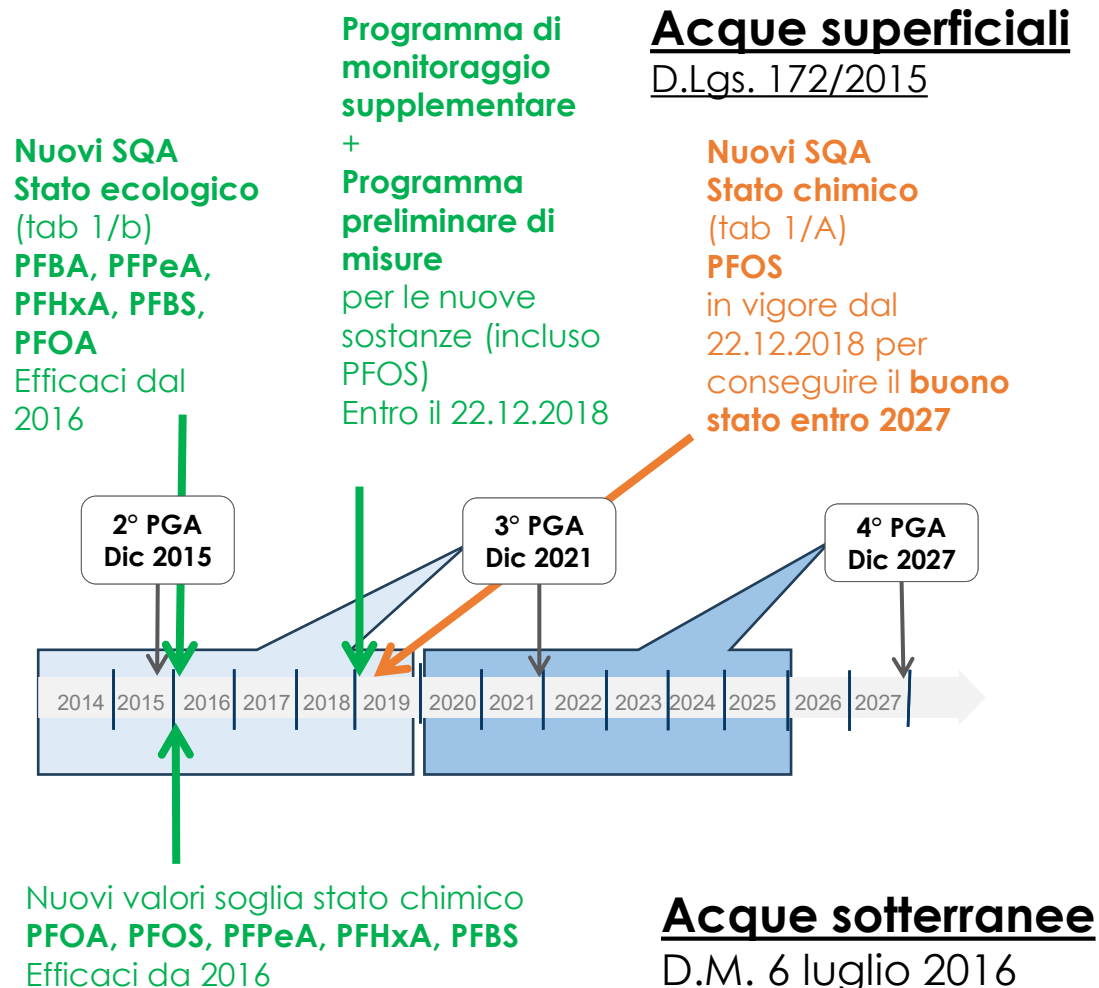 Acque superficiali
D.Lgs. 172/2015
Nuovi SQA
Stato ecologico
(tab 1/b)
PFBA, PFPeA,
PFHxA, PFBS,
PFOA
Efficaci dal
2016
Programma di
monitoraggio
supplementare
+
Programma
preliminare di
misure
per le nuove
sostanze (incluso
PFOS)
Entro il 22.12.2018
Nuovi SQA
Stato chimico
(tab 1/A)
PFOS
in vigore dal
22.12.2018 per
conseguire il buono
stato entro 2027
2° PGA
Dic 2015
3° PGA
Dic 2021
4° PGA
Dic 2027
2014 2015 2016 2017 2018 2019 2020 2021 2022 2023 2024 2025 2026 2027
Nuovi valori soglia stato chimico
PFOA, PFOS, PFPeA, PFHxA, PFBS
Efficaci da 2016
Acque sotterranee
D.M. 6 luglio 2016